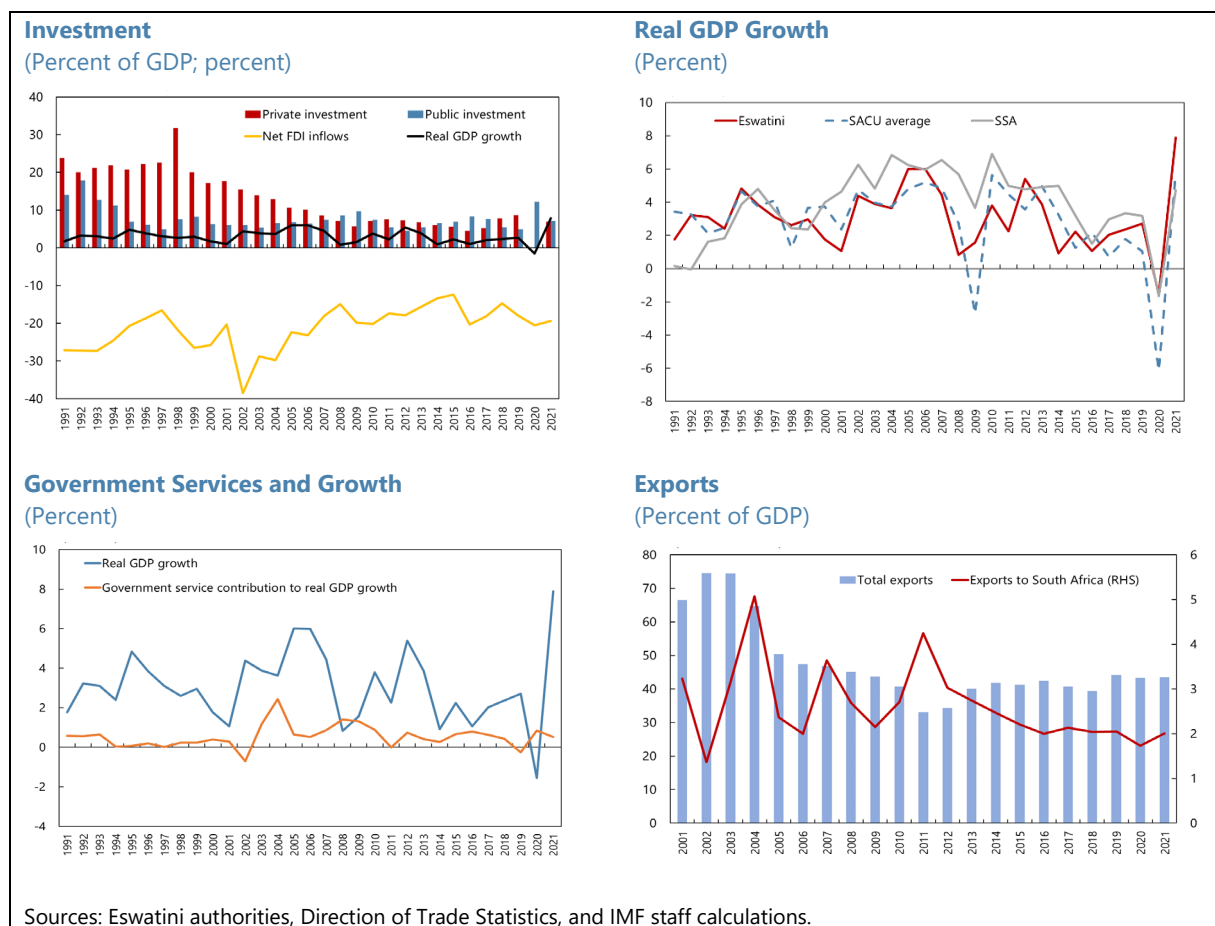 Investment
(Percent of GDP; percent)
40
30
20
10
0
-10
-20
-30
-40
Private investment
Public investment
Net FDI inflows
Real GDP growth
1991 1992 1993 1994 1995 1996 1997 1998 1999 2000 2001 2002 2003 2004 2005 2006 2007 2008 2009 2010 2011 2012 2013 2014 2015 2016 2017 2018 2019 2020 2021
Real GDP Growth
(Percent)
10
8
6
4
2
0
-2
-4
-6
-8
Eswatini
SACU average
SSA
1991 1992 1993 1994 1995 1996 1997 1998 1999 2000 2001 2002 2003 2004 2005 2006 2007 2008 2009 2010 2011 2012 2013 2014 2015 2016 2017 2018 2019 2020 2021
Government Services and Growth
(Percent)
10
8
6
4
2
0
-2
-4
Real GDP growth
Government service contribution to real GDP growth
1991 1992 1993 1994 1995 1996 1997 1998 1999 2000 2001 2002 2003 2004 2005 2006 2007 2008 2009 2010 2011 2012 2013 2014 2015 2016 2017 2018 2019 2020 2021
Exports
(Percent of GDP)
80
70
60
50
40
30
20
10
0
Total exports
Exports to South Africa (RHS)
6
5
4
3
2
1
0
2001 2002 2003 2004 2005 2006 2007 2008 2009 2010 2011 2012 2013 2014 2015 2016 2017 2018 2019 2020 2021
Sources: Eswatini authorities, Direction of Trade Statistics, and IMF staff calculations.